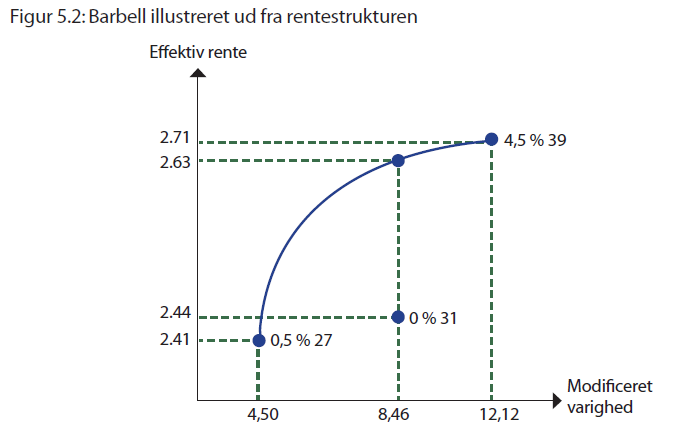 Figur 5.2: Barbell illustreret ud fra rentestrukturen
Effektiv rente
2.71
4,5 % 39
2.63
2.44
0 % 31
2.41
0,5 % 27
Modificeret
varighed
4,50
8,46
12,12